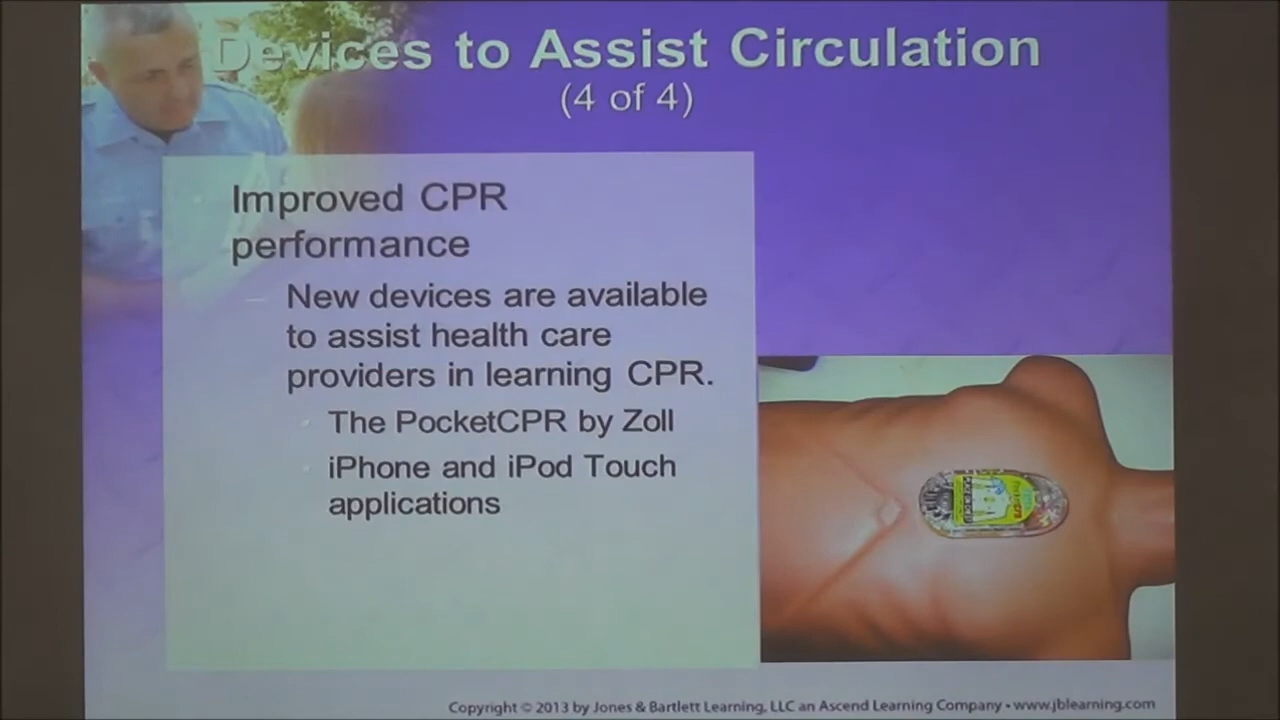 Devices to Assist Circulation
(4 of 4)
Improved CPR
performance
New devices are available
to assist health care
providers in learning CPR.
The PocketCPR by Zoll
iPhone and iPod Touch
applications
Copyright © 2013 by Jones & Bartlett Learning, LLC an Ascend Learning Company • www.jblearning.com